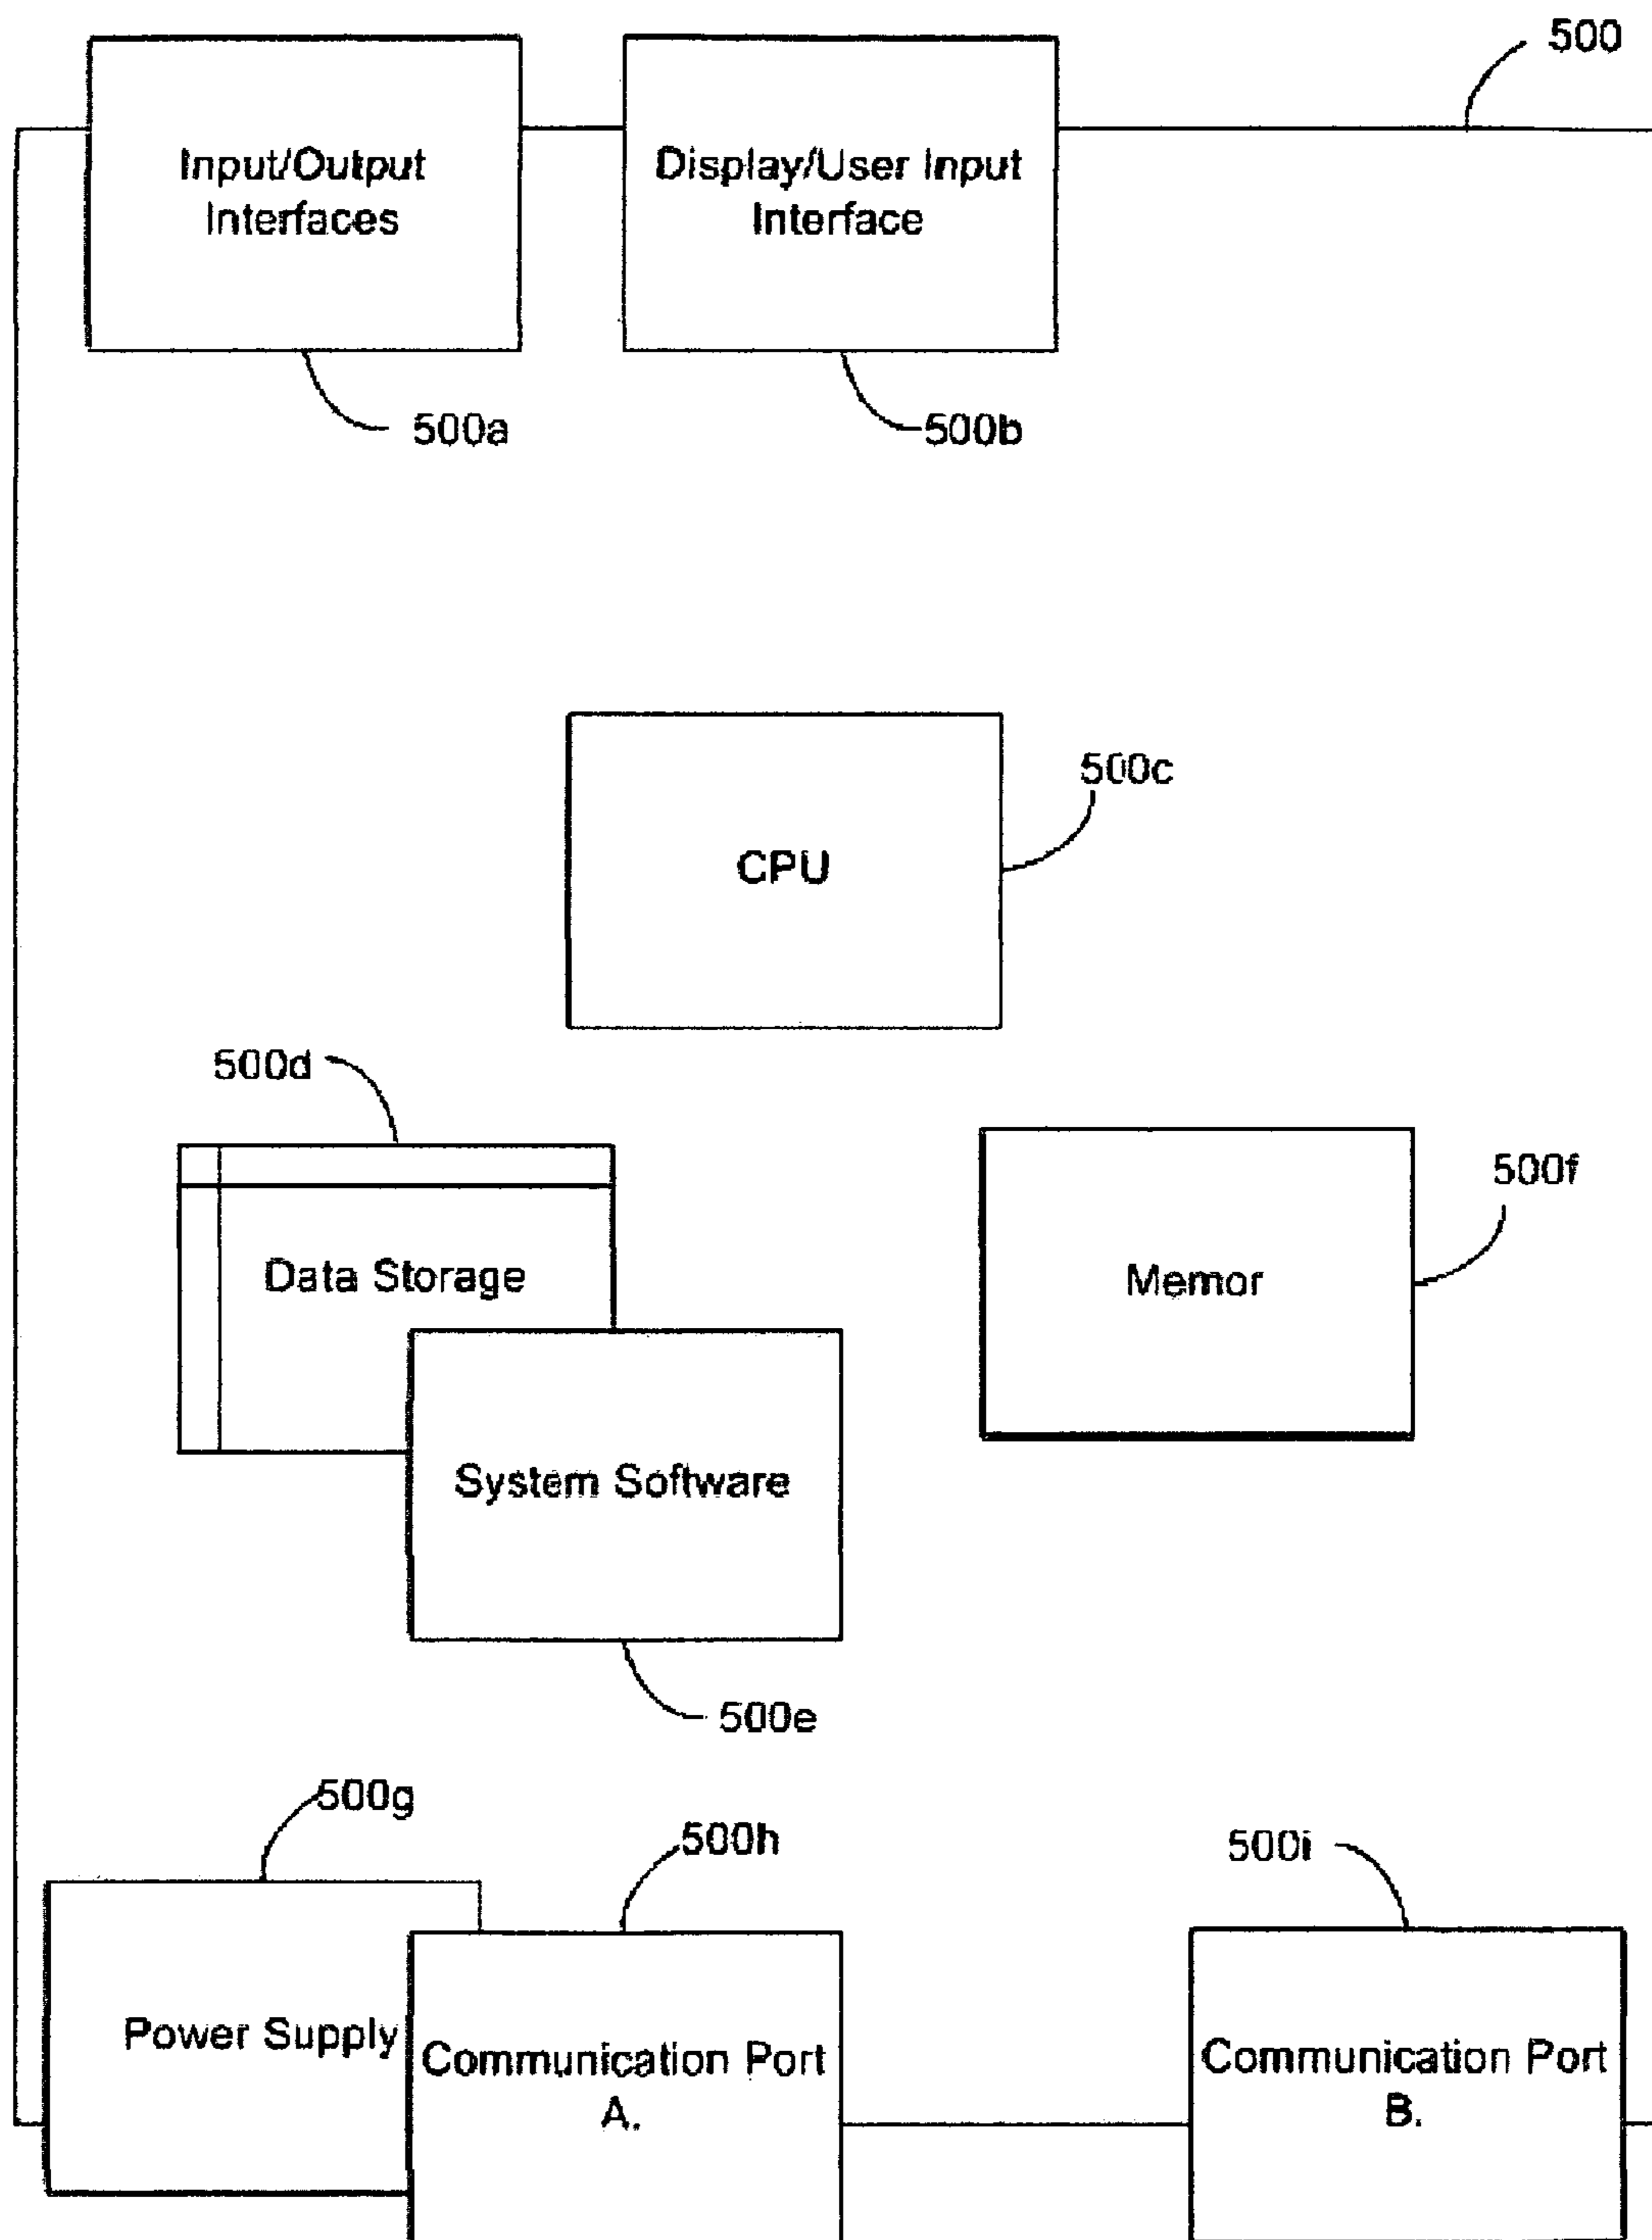 500
Input/Output
Interfaces
Display/User Input
Interface
500a
500b
500c
CPU
500d
500f
Data Storage
Memor
System Software
500e
500g
500h
500i
Power Supply
Communication Port
A.
Communication Port
B.